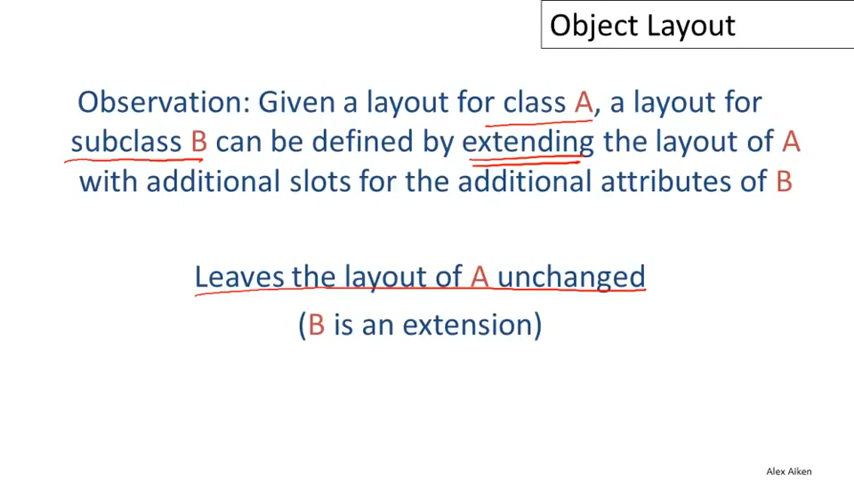 Object Layout
Observation: Given a layout for class A, a layout for
subclass B can be defined by extending the layout of A
with additional slots for the additional attributes of B
Leaves the layout of A unchanged
(B is an extension)
Alex Aiken